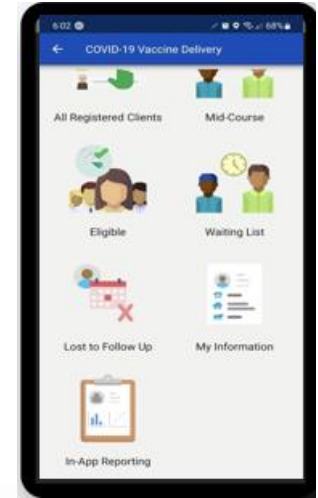 6:02
68%
COVID-19 Vaccine Delivery
All Registered Clients
Mid-Course
Eligible
Waiting List
Lost to Follow Up
My Information
In-App Reporting